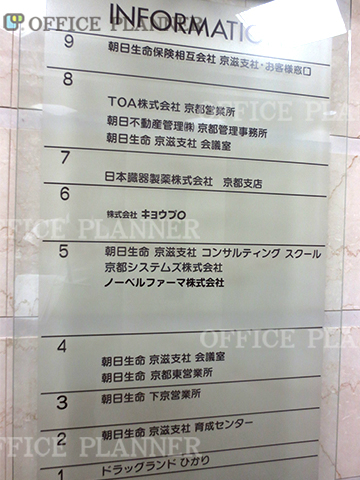 OFFICE PLANNER
INFORMATIO
9
朝日生命保険相互会社 京滋支社・お客様窓口
8
TOA株式会社 京都営業所
朝日不動産管理㈱ 京都管理事務所
朝日生命 京滋支社 会議室
7
日本臓器製薬株式会社 京都支店
6
株式会社 キョウプロ
OFFICE PLANNER
5
朝日生命 京滋支社 コンサルティング スクール
京都システムズ株式会社
ノーベルファーマ株式会社
OFFICE PLANNER
4
朝日生命 京滋支社 会議室
朝日生命 京都東営業所
3
朝日生命 下京営業所
2
朝日生命 京滋支社 育成センター
OFFICE PLANNER
1
ドラッグランド ひかり